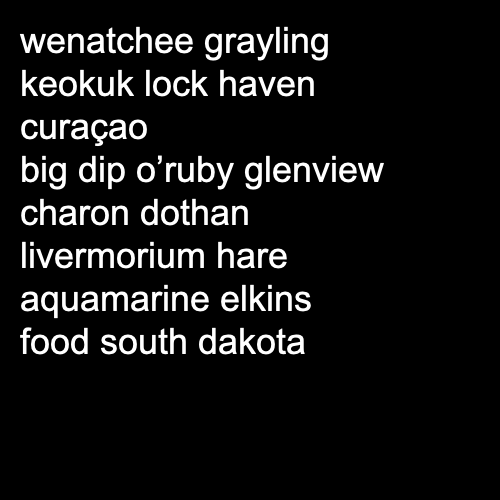 wenatchee grayling
keokuk lock haven
curaçao
big dip o’ruby glenview
charon dothan
livermorium hare
aquamarine elkins
food south dakota